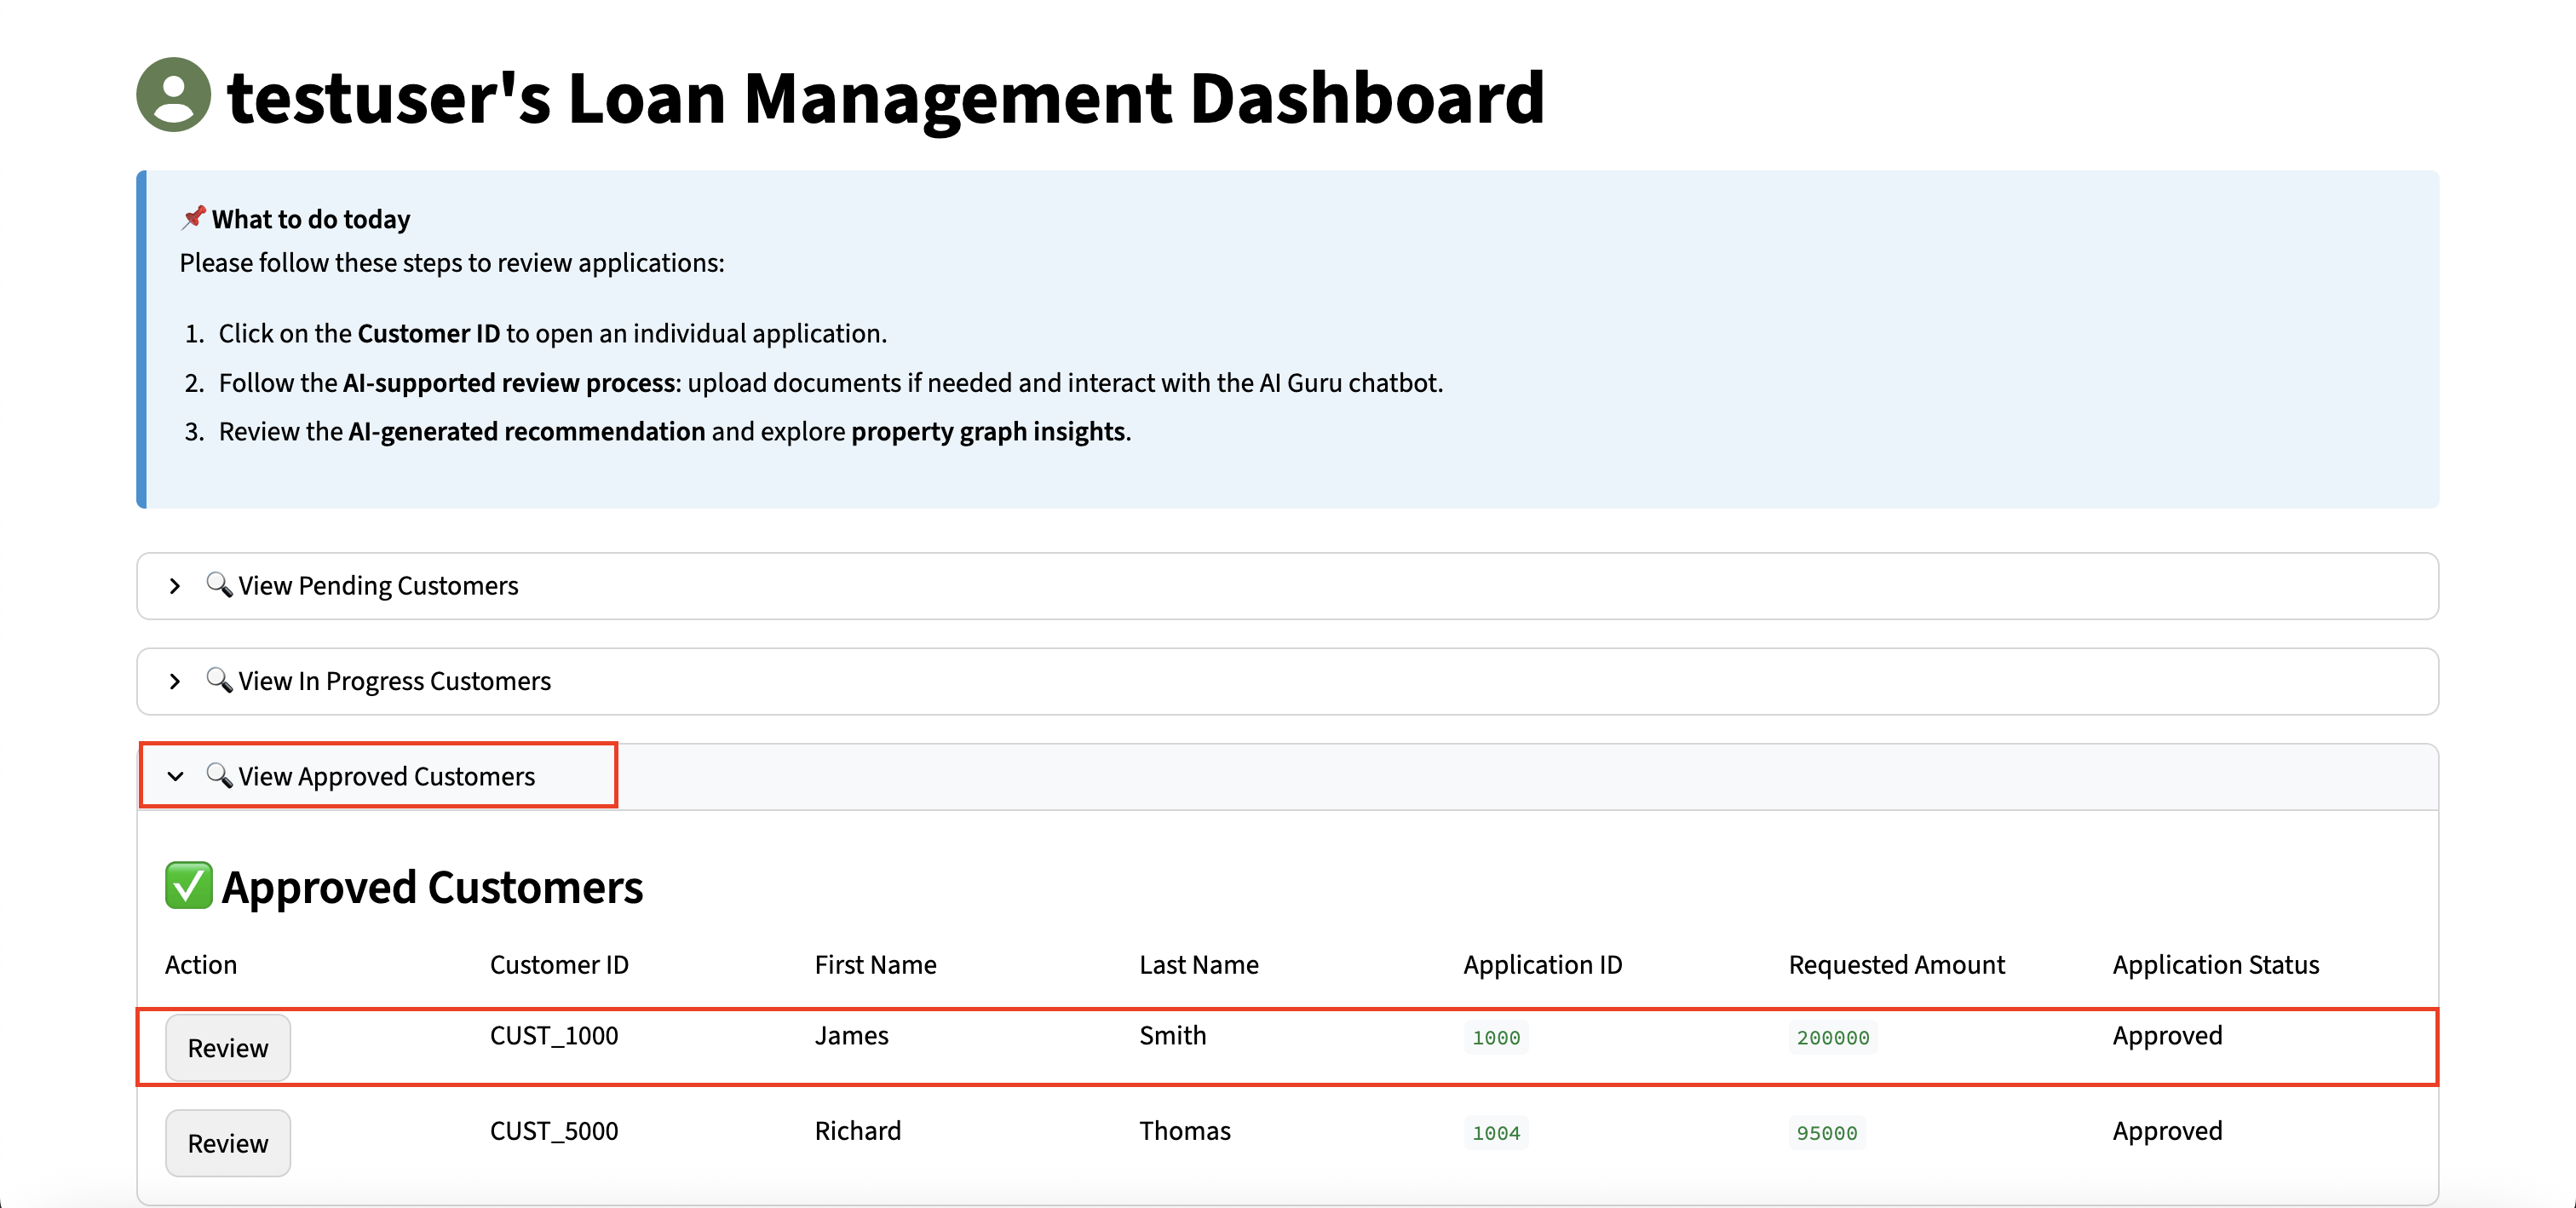 testuser's Loan Management Dashboard
What to do today
Please follow these steps to review applications:
1. Click on the Customer ID to open an individual application.
2. Follow the AI-supported review process: upload documents if needed and interact with the AI Guru chatbot.
3. Review the AI-generated recommendation and explore property graph insights.
View Pending Customers
View In Progress Customers
View Approved Customers
Approved Customers
Action Customer ID First Name Last Name Application ID Requested Amount Application Status
Review CUST_1000 James Smith 1000 200000 Approved
Review CUST_5000 Richard Thomas 1004 95000 Approved